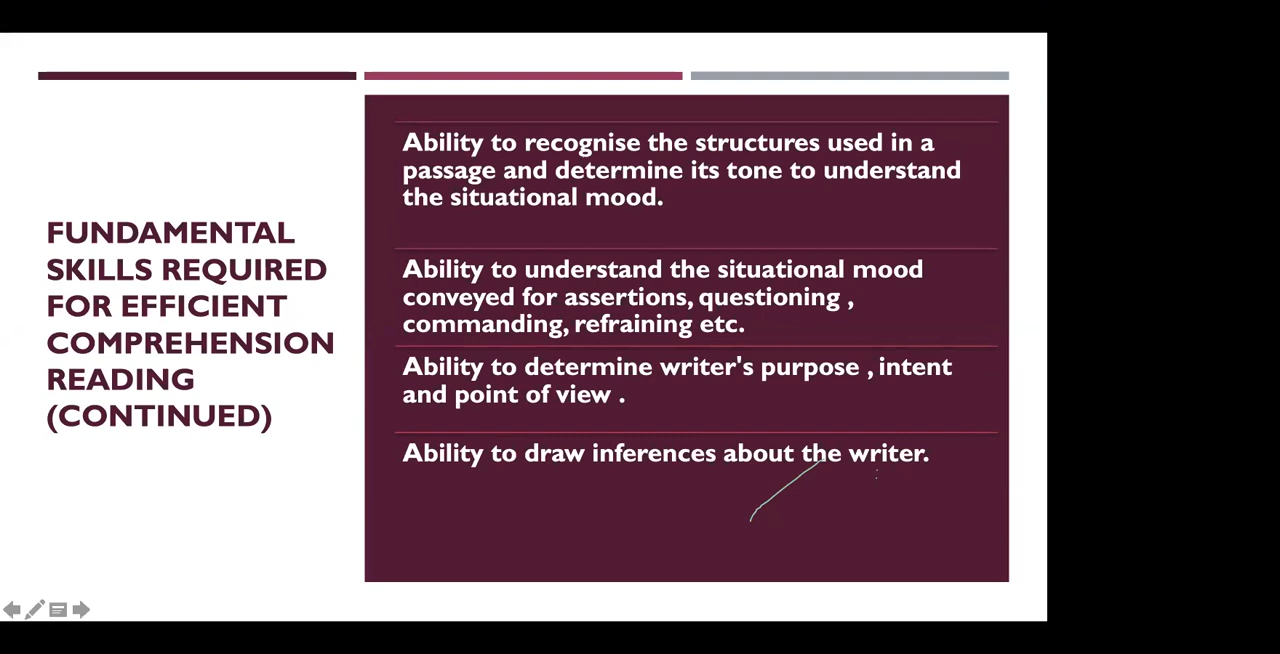 FUNDAMENTAL
SKILLS REQUIRED
FOR EFFICIENT
COMPREHENSION
READING
(CONTINUED)
Ability to recognise the structures used in a
passage and determine its tone to understand
the situational mood.
Ability to understand the situational mood
conveyed for assertions, questioning ,
commanding, refraining etc.
Ability to determine writer's purpose , intent
and point of view .
Ability to draw inferences about the writer.